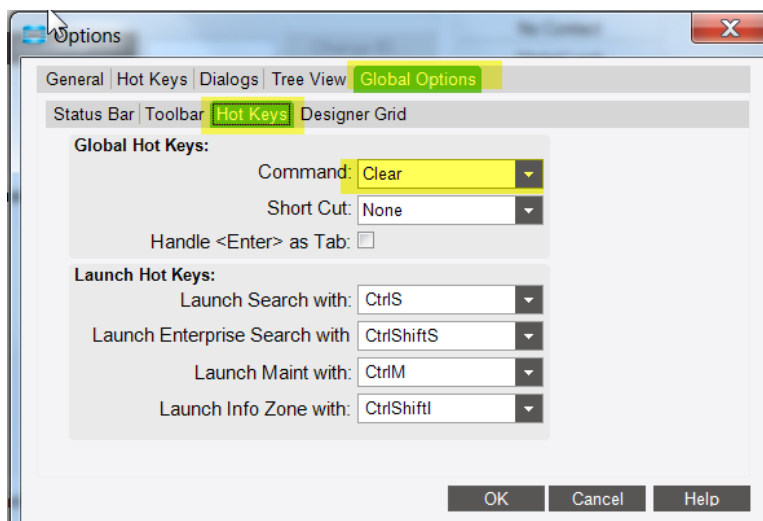 Options
General Hot Keys Dialogs Tree View Global Options
Status Bar Toolbar Hot Keys Designer Grid
Global Hot Keys:
Command: Clear
Short Cut: None
Handle <Enter> as Tab:
Launch Hot Keys:
Launch Search with: CtrlS
Launch Enterprise Search with CtrlShiftS
Launch Maint with: CtrlM
Launch Info Zone with: CtrlShiftI
OK Cancel Help